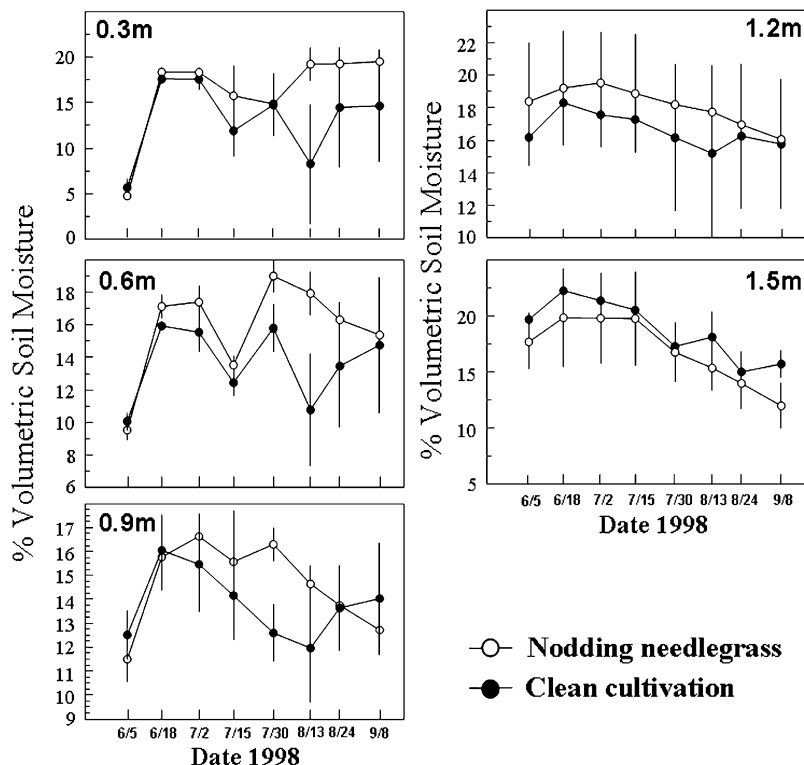 0.3m
20
15
10
5
0
0.6m
18
16
14
12
10
8
6
0.9m
17
16
15
14
13
12
11
10
9
6/5 6/18 7/2 7/15 7/30 8/13 8/24 9/8
Date 1998
% Volumetric Soil Moisture
1.2m
22
20
18
16
14
12
10
1.5m
20
15
10
5
6/5 6/18 7/2 7/15 7/30 8/13 8/24 9/8
Date 1998
% Volumetric Soil Moisture
Nodding needlegrass
Clean cultivation